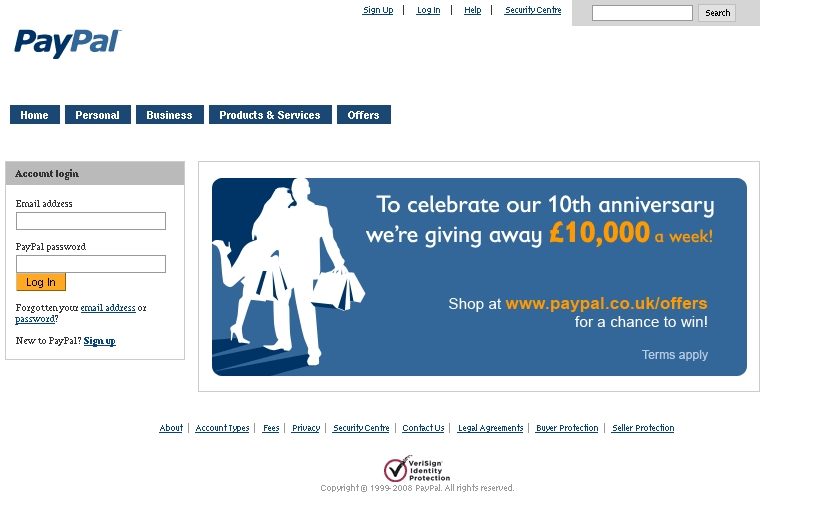 Sign Up | Log In | Help | Security Centre Search
PayPal
Home Personal Business Products & Services Offers
Account login
Email address
PayPal password
Log In
Forgotten your email address or
password?
New to PayPal? Sign up
To celebrate our 10th anniversary
we're giving away £10,000 a week!
Shop at www.paypal.co.uk/offers
for a chance to win!
Terms apply
About | Account Types | Fees | Privacy | Security Centre | Contact Us | Legal Agreements | Buyer Protection | Seller Protection
VeriSign
Identity
Protection
Copyright © 1999-2008 PayPal. All rights reserved.